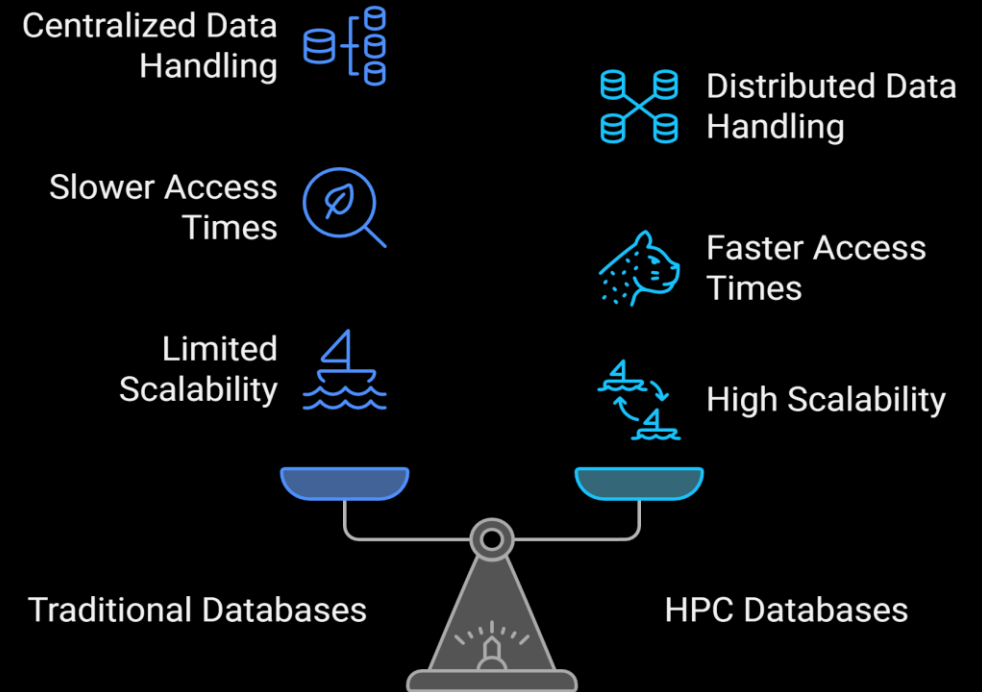 Centralized Data
Handling
Slower Access
Times
Limited
Scalability
Distributed Data
Handling
Faster Access
Times
High Scalability
Traditional Databases
HPC Databases